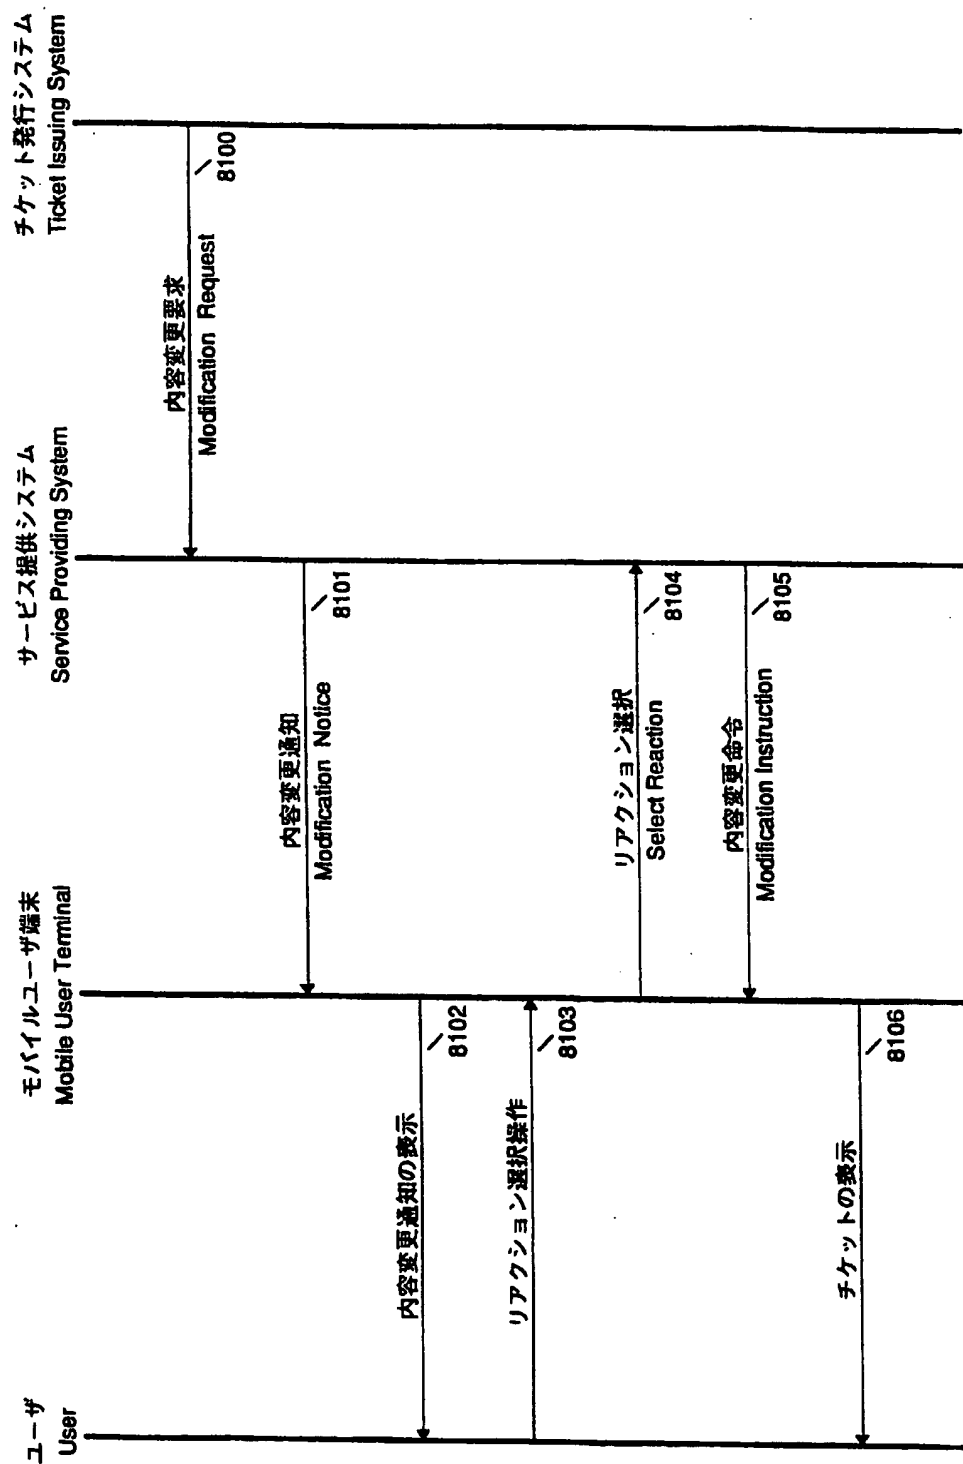 ユーザ
User
モバイルユーザ端末
Mobile User Terminal
サービス提供システム
Service Providing System
チケット発行システム
Ticket Issuing System
内容変更要求
Modification Request
8100
内容変更通知
Modification Notice
8101
内容変更通知の表示
8102
リアクション選択操作
8103
リアクション選択
Select Reaction
8104
内容変更命令
Modification Instruction
8105
チケットの表示
8106